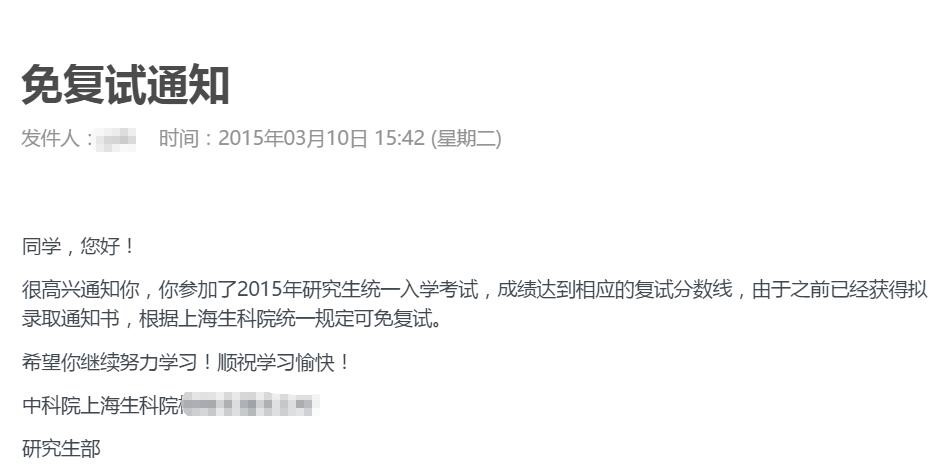 免复试通知
发件人： 时间：2015年03月10日 15:42 (星期二)
同学，您好！
很高兴通知你，你参加了2015年研究生统一入学考试，成绩达到相应的复试分数线，由于之前已经获得拟
录取通知书，根据上海生科院统一规定可免复试。
希望你继续努力学习！顺祝学习愉快！
中科院上海生科院
研究生部